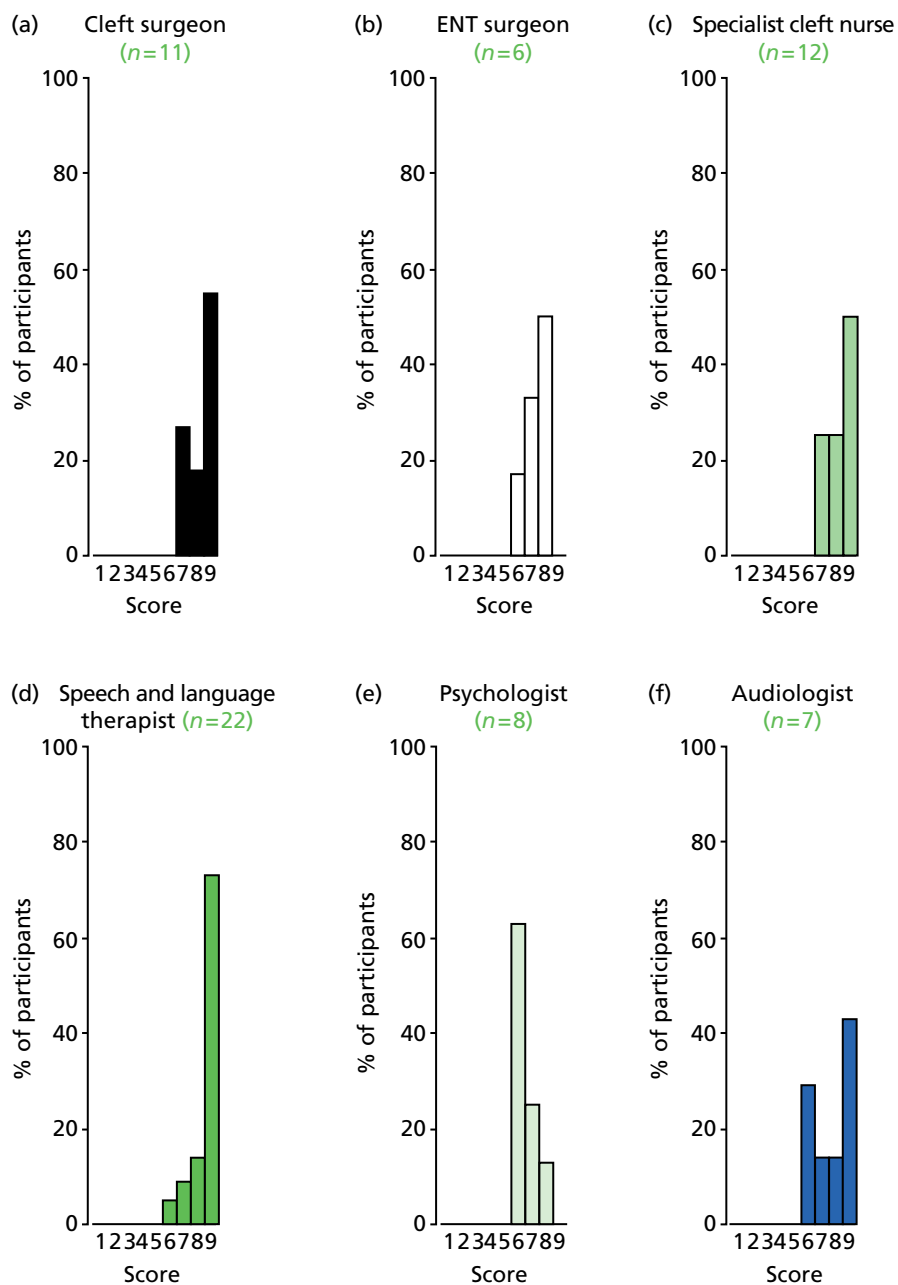 (a) Cleft surgeon
(n=11)
100
80
60
40
20
0
% of participants
123456789
Score
(b) ENT surgeon
(n=6)
100
80
60
40
20
0
% of participants
123456789
Score
(c) Specialist cleft nurse
(n=12)
100
80
60
40
20
0
% of participants
123456789
Score
(d) Speech and language
therapist (n=22)
100
80
60
40
20
0
% of participants
123456789
Score
(e) Psychologist
(n=8)
100
80
60
40
20
0
% of participants
123456789
Score
(f) Audiologist
(n=7)
100
80
60
40
20
0
% of participants
123456789
Score